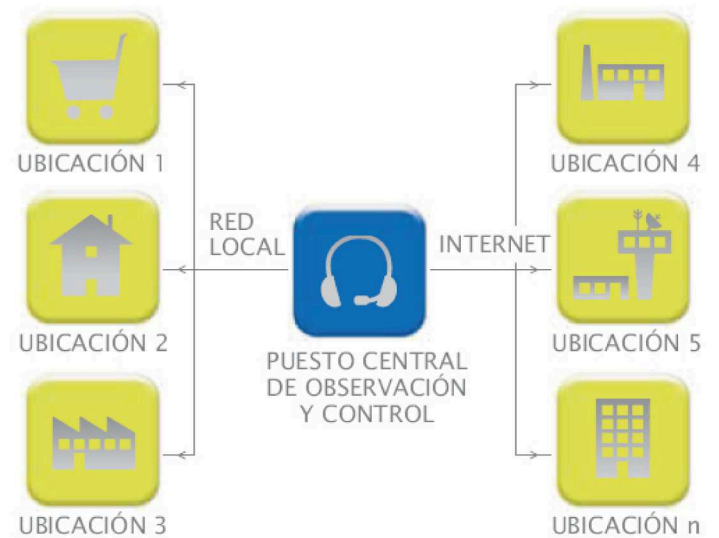 UBICACIÓN 1
UBICACIÓN 4
RED
LOCAL
INTERNET
UBICACIÓN 2
UBICACIÓN 5
PUESTO CENTRAL
DE OBSERVACIÓN
Y CONTROL
UBICACIÓN 3
UBICACIÓN n